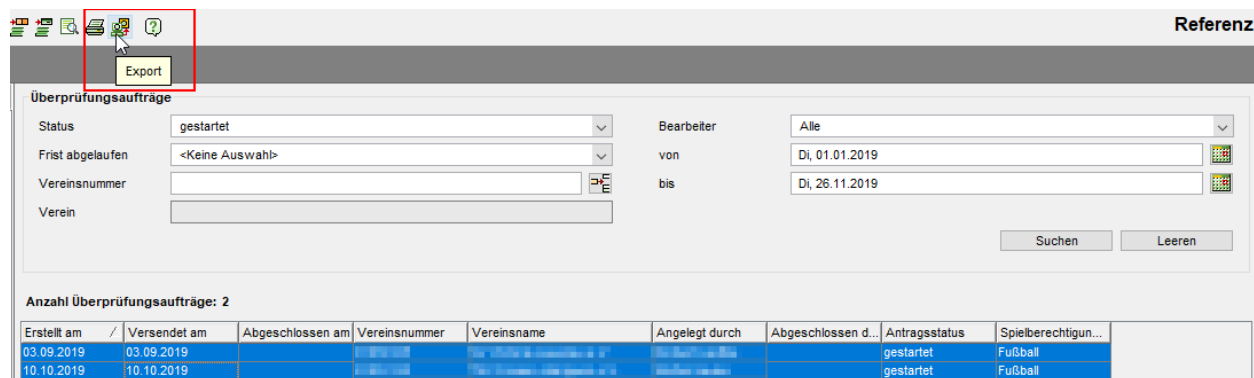 Referenz
Export
Überprüfungsaufträge
Status gestartet Bearbeiter Alle
Frist abgelaufen <Keine Auswahl> von Di, 01.01.2019
Vereinsnummer bis Di, 26.11.2019
Verein
Suchen Leeren
Anzahl Überprüfungsaufträge: 2
Erstellt am / Versendet am Abgeschlossen am Vereinsnummer Vereinsname Angelegt durch Abgeschlossen d... Antragsstatus Spielberechtigun...
03.09.2019 03.09.2019 gestartet Fußball
10.10.2019 10.10.2019 gestartet Fußball